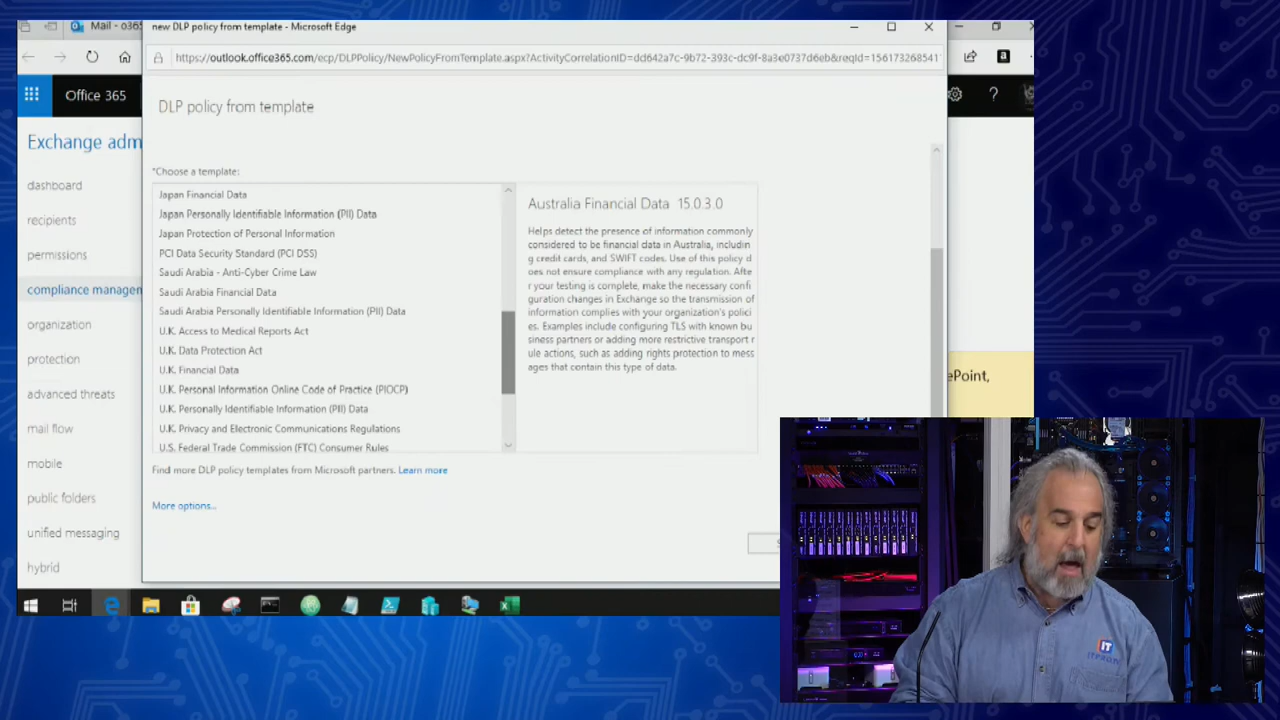 Mail - o365
new DLP policy from template - Microsoft Edge
https://outlook.office365.com/ecp/DLPPolicy/NewPolicyFromTemplate.aspx?ActivityCorrelationID=dd642a7c-9b72-393c-dc9f-8a3e0737d6eb&reqId=1561732685417
Office 365
?
DLP policy from template
Exchange adm
dashboard
recipients
permissions
compliance managem
organization
protection
advanced threats
mail flow
mobile
public folders
unified messaging
hybrid
*Choose a template:
Japan Financial Data
Japan Personally Identifiable Information (PII) Data
Japan Protection of Personal Information
PCI Data Security Standard (PCI DSS)
Saudi Arabia - Anti-Cyber Crime Law
Saudi Arabia Financial Data
Saudi Arabia Personally Identifiable Information (PII) Data
U.K. Access to Medical Reports Act
U.K. Data Protection Act
U.K. Financial Data
U.K. Personal Information Online Code of Practice (PIOCP)
U.K. Personally Identifiable Information (PII) Data
U.K. Privacy and Electronic Communications Regulations
U.S. Federal Trade Commission (FTC) Consumer Rules
Australia Financial Data 15.0.3.0
Helps detect the presence of information commonly
considered to be financial data in Australia, includin
g credit cards, and SWIFT codes. Use of this policy d
oes not ensure compliance with any regulation. Afte
r your testing is complete, make the necessary confi
guration changes in Exchange so the transmission of
information complies with your organization's polici
es. Examples include configuring TLS with known bu
siness partners or adding more restrictive transport r
ule actions, such as adding rights protection to mess
ages that contain this type of data.
Find more DLP policy templates from Microsoft partners. Learn more
More options...
ePoint,
IT
ITPRO